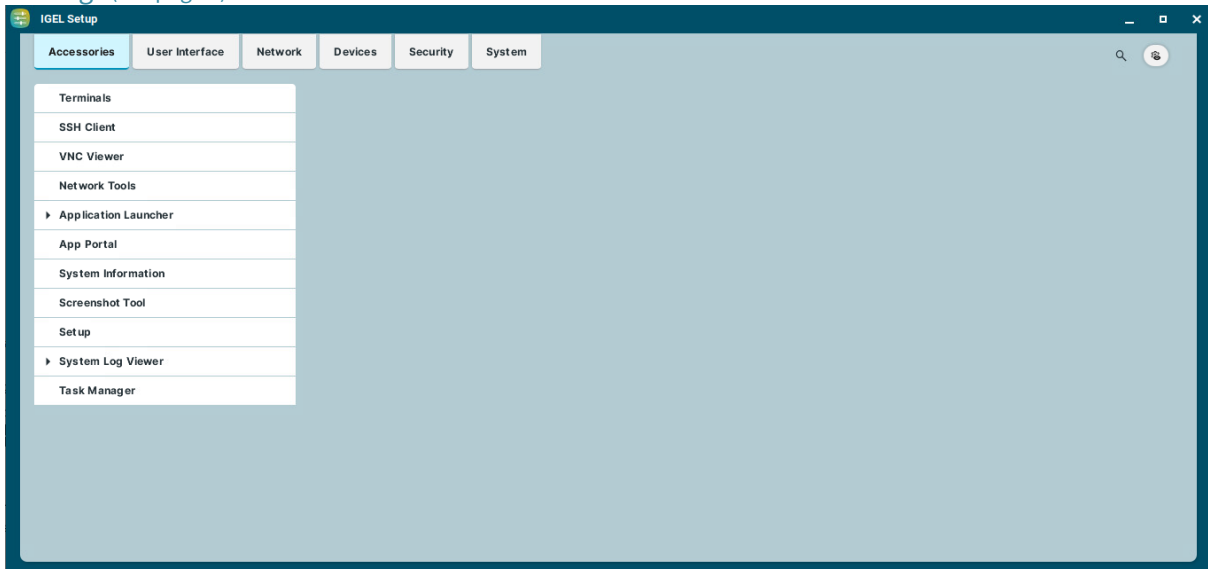 IGEL Setup
Accessories User Interface Network Devices Security System
Terminals
SSH Client
VNC Viewer
Network Tools
Application Launcher
App Portal
System Information
Screenshot Tool
Setup
System Log Viewer
Task Manager